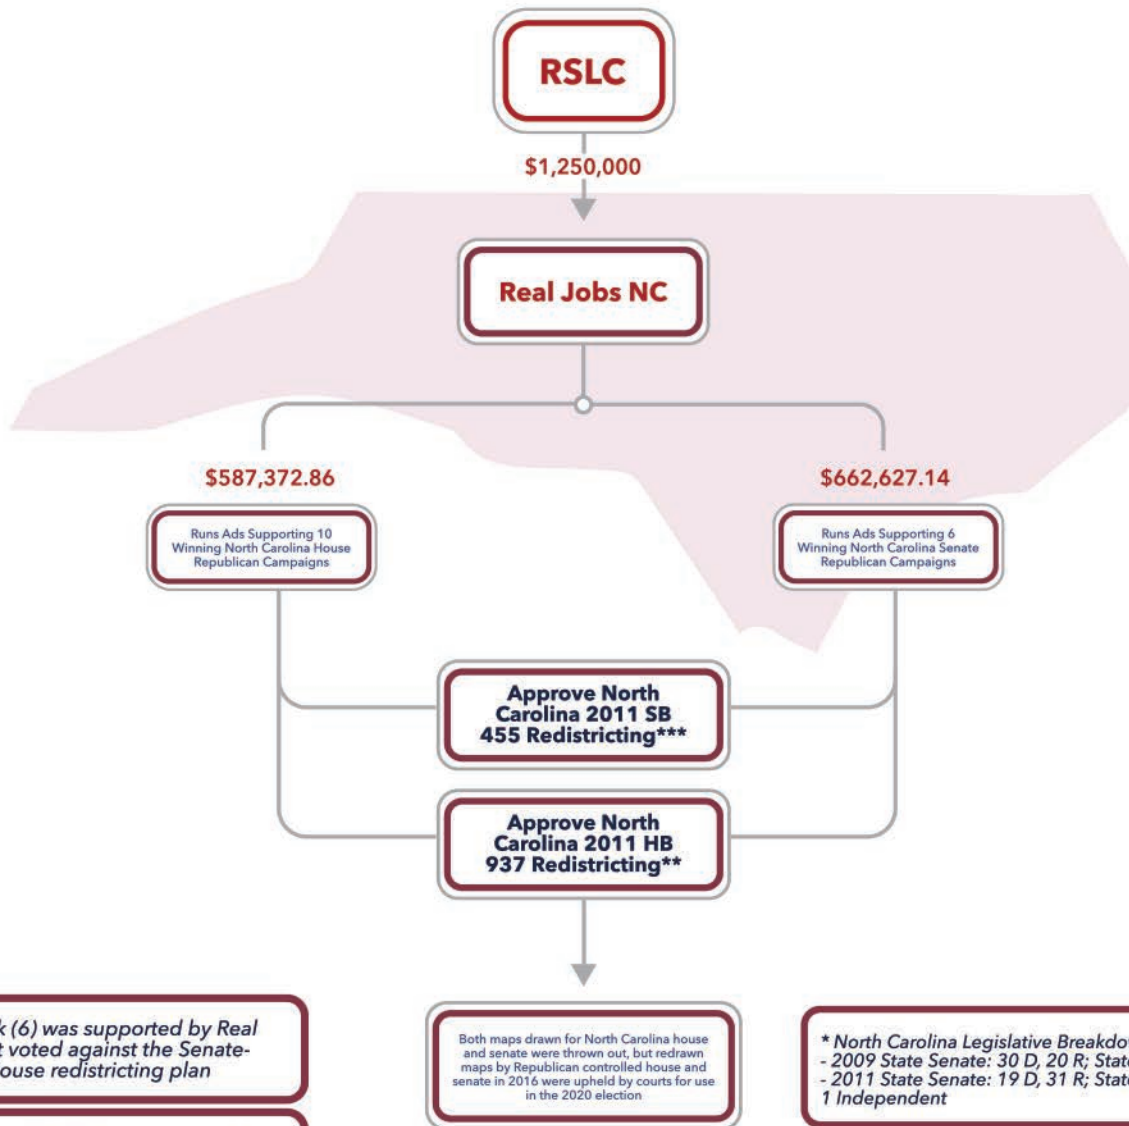 RSLC
$1,250,000
Real Jobs NC
$587,372.86
$662,627.14
Runs Ads Supporting 10
Winning North Carolina House
Republican Campaigns
Runs Ads Supporting 6
Winning North Carolina Senate
Republican Campaigns
Approve North
Carolina 2011 SB
455 Redistricting***
Approve North
Carolina 2011 HB
937 Redistricting**
(6) was supported by Real
voted against the Senate-
ouse redistricting plan
Both maps drawn for North Carolina house
and senate were thrown out, but redrawn
maps by Republican controlled house and
senate in 2016 were upheld by courts for use
in the 2020 election
* North Carolina Legislative Breakdow
- 2009 State Senate: 30 D, 20 R; State
- 2011 State Senate: 19 D, 31 R; State
1 Independent